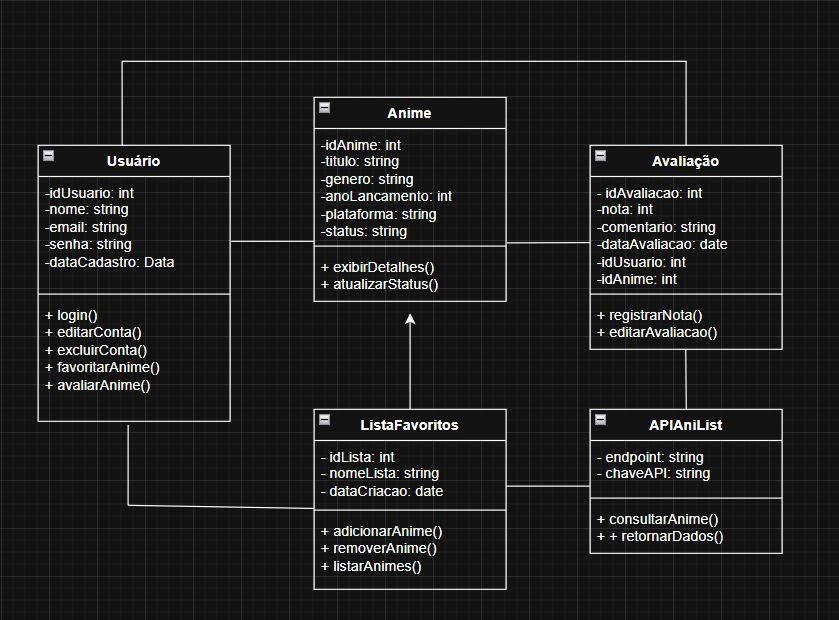 Anime
-idAnime: int
-titulo: string
-genero: string
-anoLancamento: int
-plataforma: string
-status: string
+ exibirDetalhes()
+ atualizarStatus()
Usuário
-idUsuario: int
-nome: string
-email: string
-senha: string
-dataCadastro: Data
+ login()
+ editarConta()
+ excluirConta()
+ favoritarAnime()
+ avaliarAnime()
Avaliação
- idAvaliacao: int
-nota: int
-comentario: string
-dataAvaliacao: date
-idUsuario: int
-idAnime: int
+ registrarNota()
+ editarAvaliacao()
ListaFavoritos
- idLista: int
- nomeLista: string
- dataCriacao: date
+ adicionarAnime()
+ removerAnime()
+ listarAnimes()
APIAniList
- endpoint: string
- chaveAPI: string
+ consultarAnime()
+ + retornarDados()